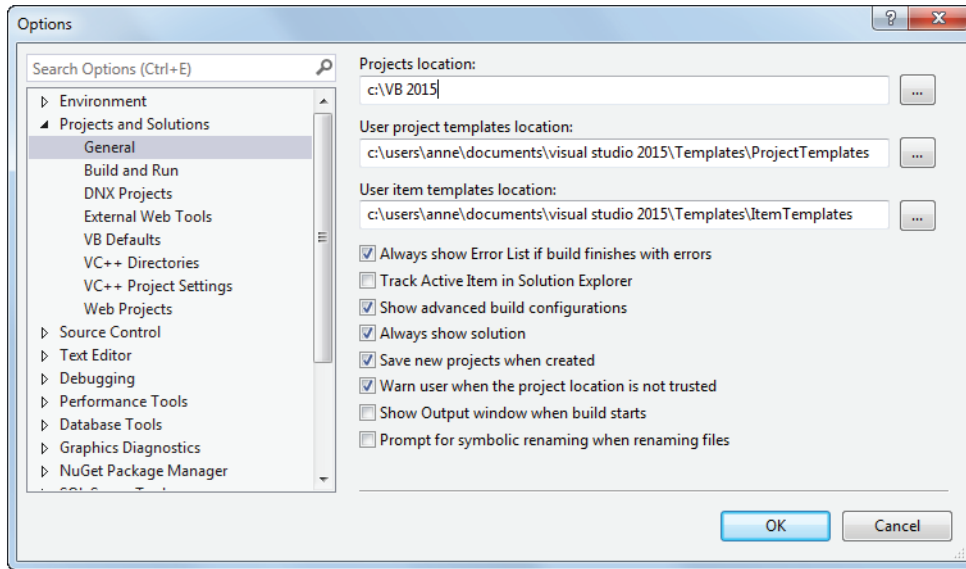 Options
Search Options (Ctrl+E)
Environment
Projects and Solutions
General
Build and Run
DNX Projects
External Web Tools
VB Defaults
VC++ Directories
VC++ Project Settings
Web Projects
Source Control
Text Editor
Debugging
Performance Tools
Database Tools
Graphics Diagnostics
NuGet Package Manager
Projects location:
c:\VB 2015
...
User project templates location:
c:\users\anne\documents\visual studio 2015\Templates\ProjectTemplates
...
User item templates location:
c:\users\anne\documents\visual studio 2015\Templates\ItemTemplates
...
Always show Error List if build finishes with errors
Track Active Item in Solution Explorer
Show advanced build configurations
Always show solution
Save new projects when created
Warn user when the project location is not trusted
Show Output window when build starts
Prompt for symbolic renaming when renaming files
OK
Cancel